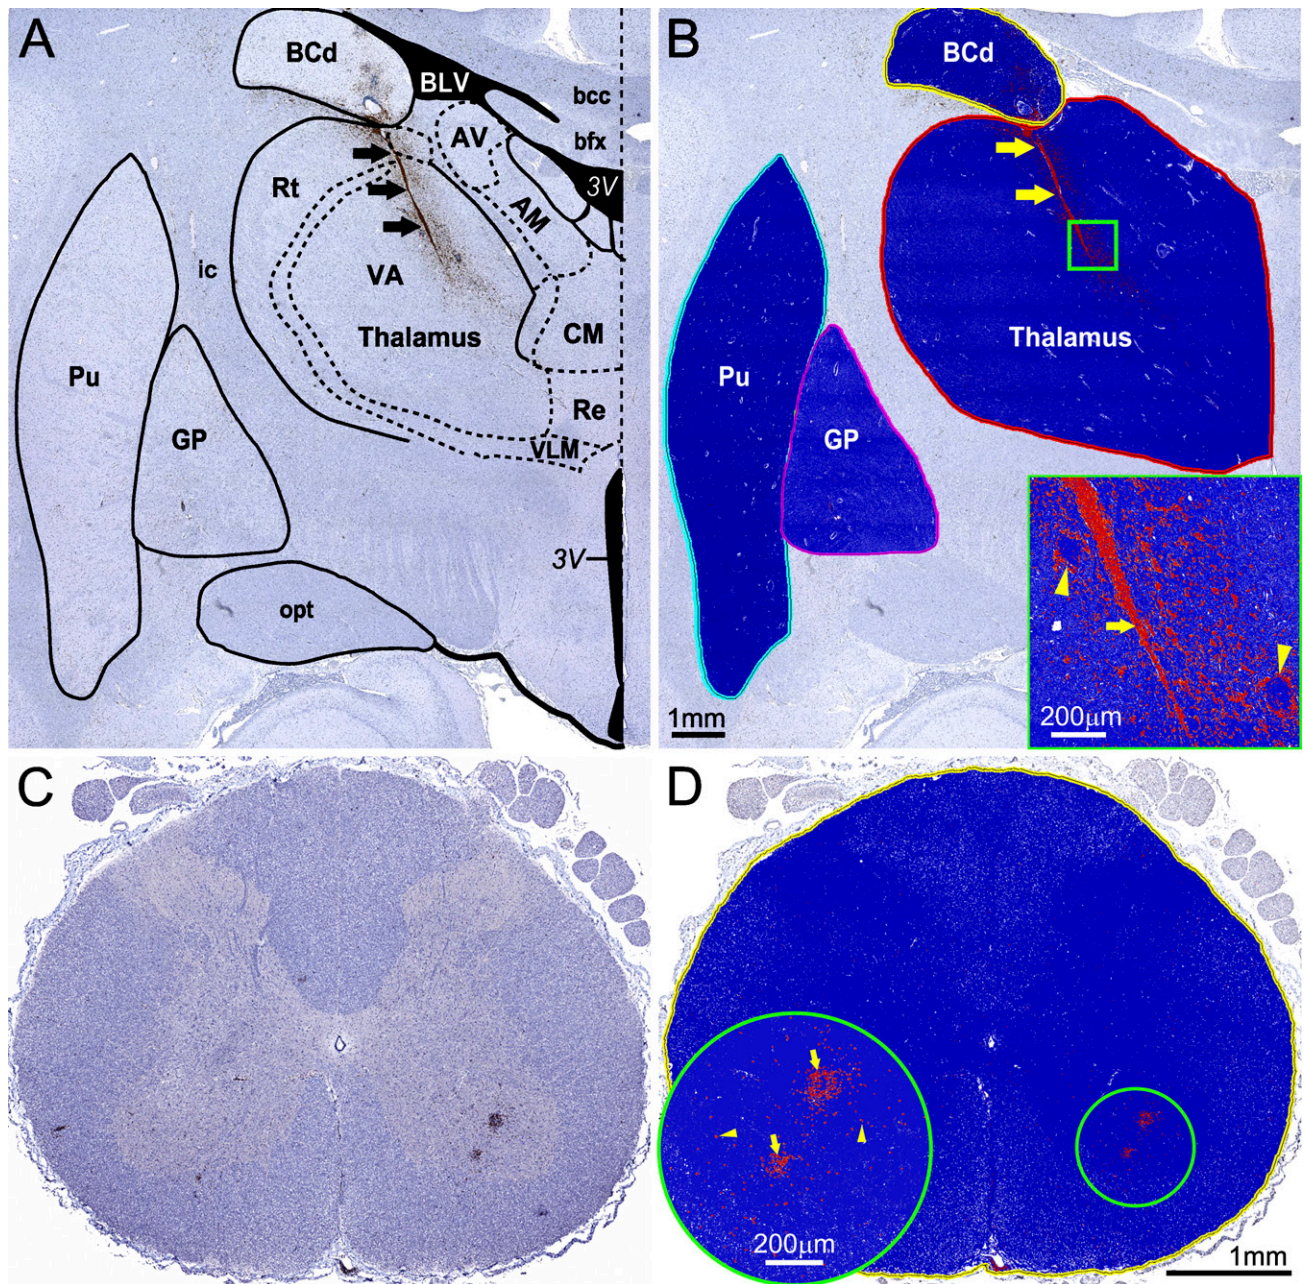 A
BCd
BLV
bcc
AV
bfx
3V
Rt
AM
ic
VA
Thalamus
CM
Pu
Re
GP
VLM
3V
opt
B
BCd
Thalamus
Pu
GP
1mm
200μm
C
D
200μm
1mm